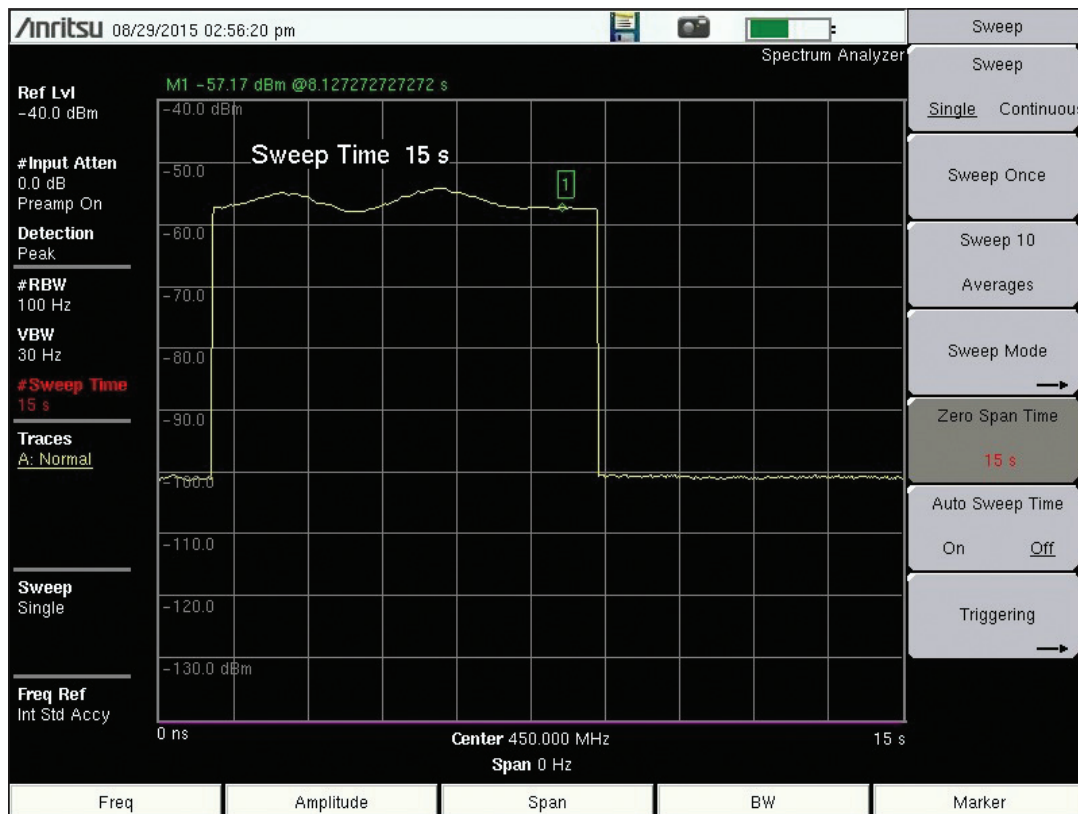 Anritsu 08/29/2015 02:56:20 pm
Spectrum Analyzer
M1 -57.17 dBm @8.127272727272 s
Ref Lvl
-40.0 dBm
#Input Atten
0.0 dB
Preamp On
Detection
Peak
#RBW
100 Hz
VBW
30 Hz
#Sweep Time
15 s
Traces
A: Normal
Sweep
Single
Freq Ref
Int Std Accy
-40.0 dBm
Sweep Time 15 s
-50.0
1
-60.0
-70.0
-80.0
-90.0
-100.0
-110.0
-120.0
-130.0 dBm
0 ns
Center 450.000 MHz
15 s
Span 0 Hz
Sweep
Sweep
Single Continuous
Sweep Once
Sweep 10
Averages
Sweep Mode
Zero Span Time
15 s
Auto Sweep Time
On Off
Triggering
Freq Amplitude Span BW Marker